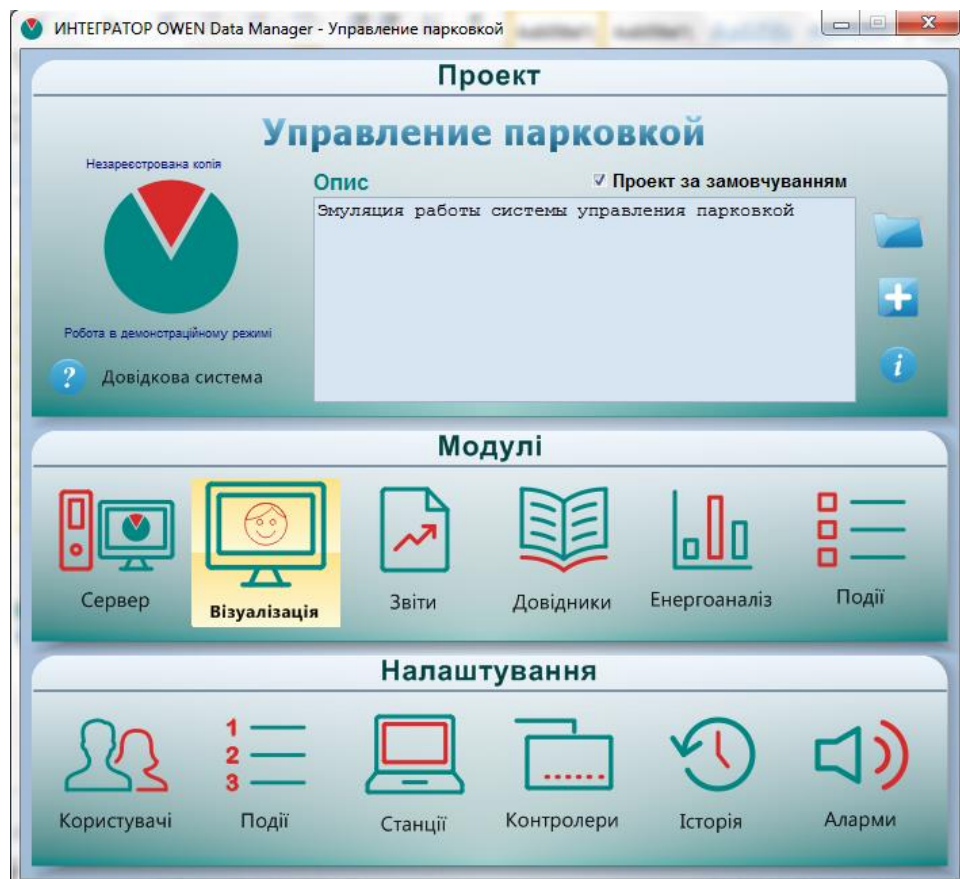 ИНТЕГРАТОР OWEN Data Manager - Управление парковкой
Проект
Управление парковкой
Незареєстрована копія
Опис
Проект за замовчуванням
Эмуляция работы системы управления парковкой
Робота в демонстраційному режимі
? Довідкова система
i
Модулі
Сервер Візуалізація Звіти Довідники Енергоаналіз Події
Налаштування
1
2
3
Користувачі Події Станції Контролери Історія Аларми